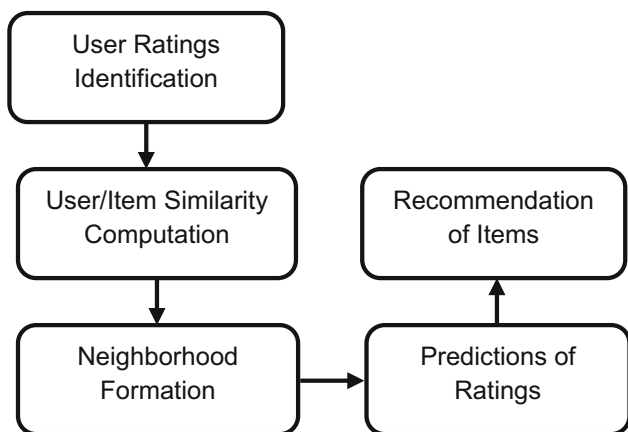 User Ratings
Identification
User/Item Similarity
Computation
Neighborhood
Formation
Predictions of
Ratings
Recommendation
of Items